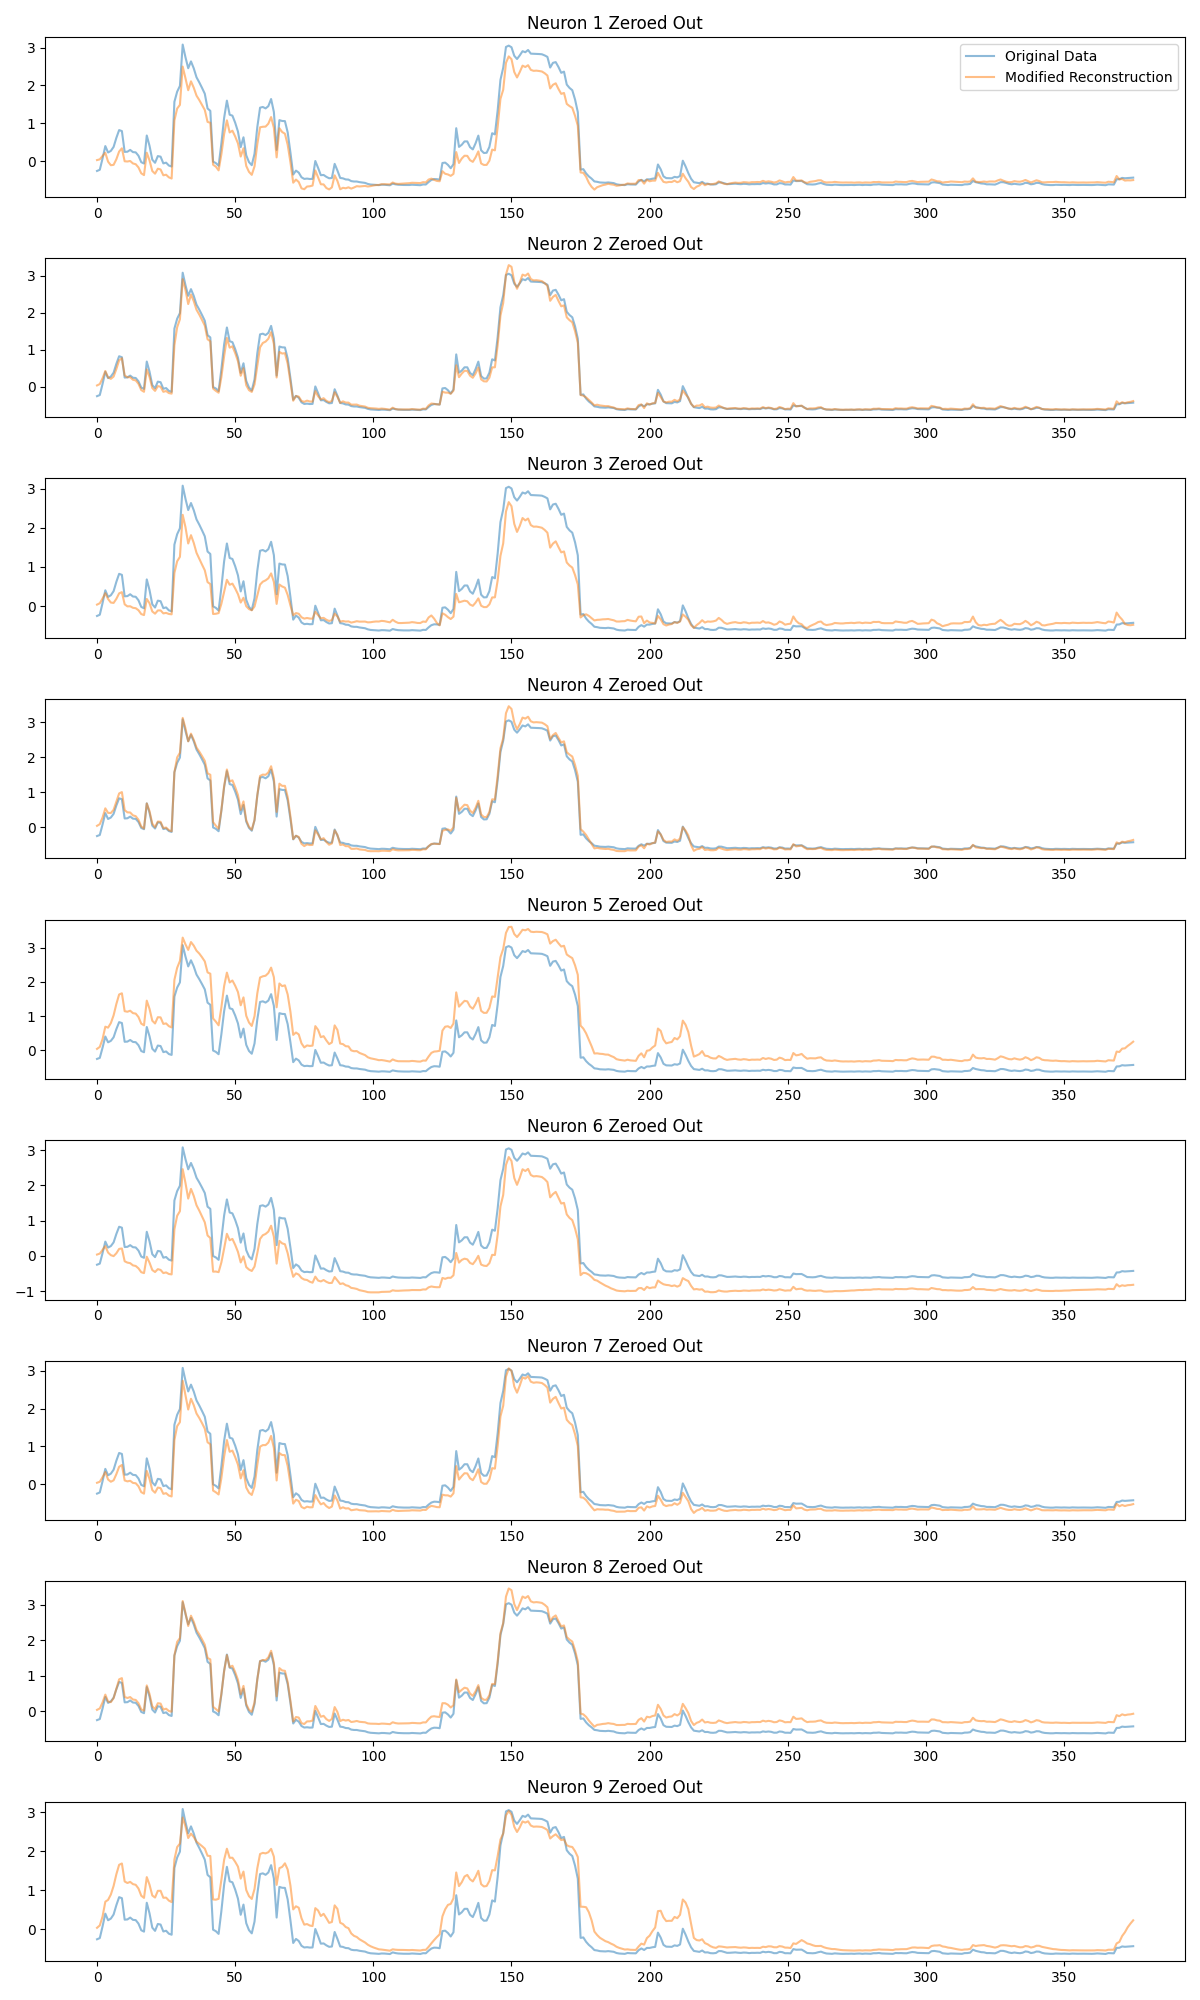 Neuron 1 Zeroed Out
3
2
1
0
Original Data
Modified Reconstruction
0 50 100 150 200 250 300 350
Neuron 2 Zeroed Out
3
2
1
0
0 50 100 150 200 250 300 350
Neuron 3 Zeroed Out
3
2
1
0
0 50 100 150 200 250 300 350
Neuron 4 Zeroed Out
3
2
1
0
0 50 100 150 200 250 300 350
Neuron 5 Zeroed Out
3
2
1
0
0 50 100 150 200 250 300 350
Neuron 6 Zeroed Out
3
2
1
0
−1
0 50 100 150 200 250 300 350
Neuron 7 Zeroed Out
3
2
1
0
0 50 100 150 200 250 300 350
Neuron 8 Zeroed Out
3
2
1
0
0 50 100 150 200 250 300 350
Neuron 9 Zeroed Out
3
2
1
0
0 50 100 150 200 250 300 350